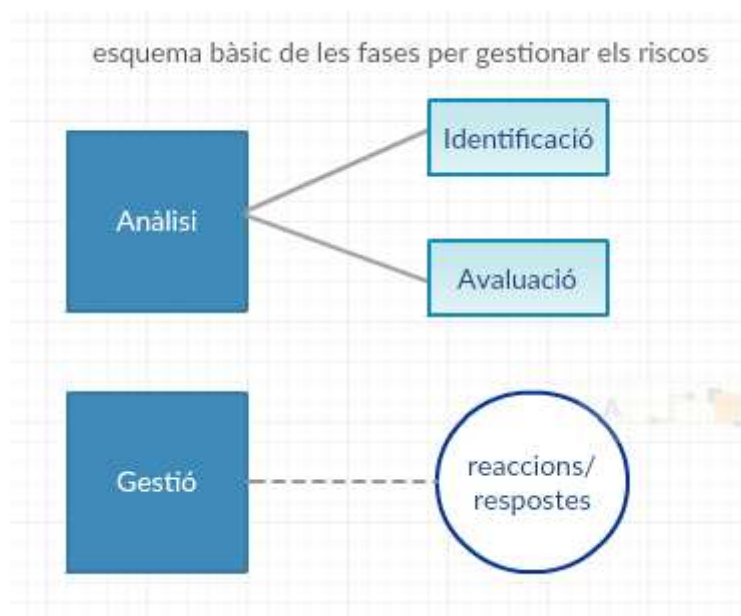 esquema bàsic de les fases per gestionar els riscos
Identificació
Anàlisi
Avaluació
Gestió
reaccions/
respostes